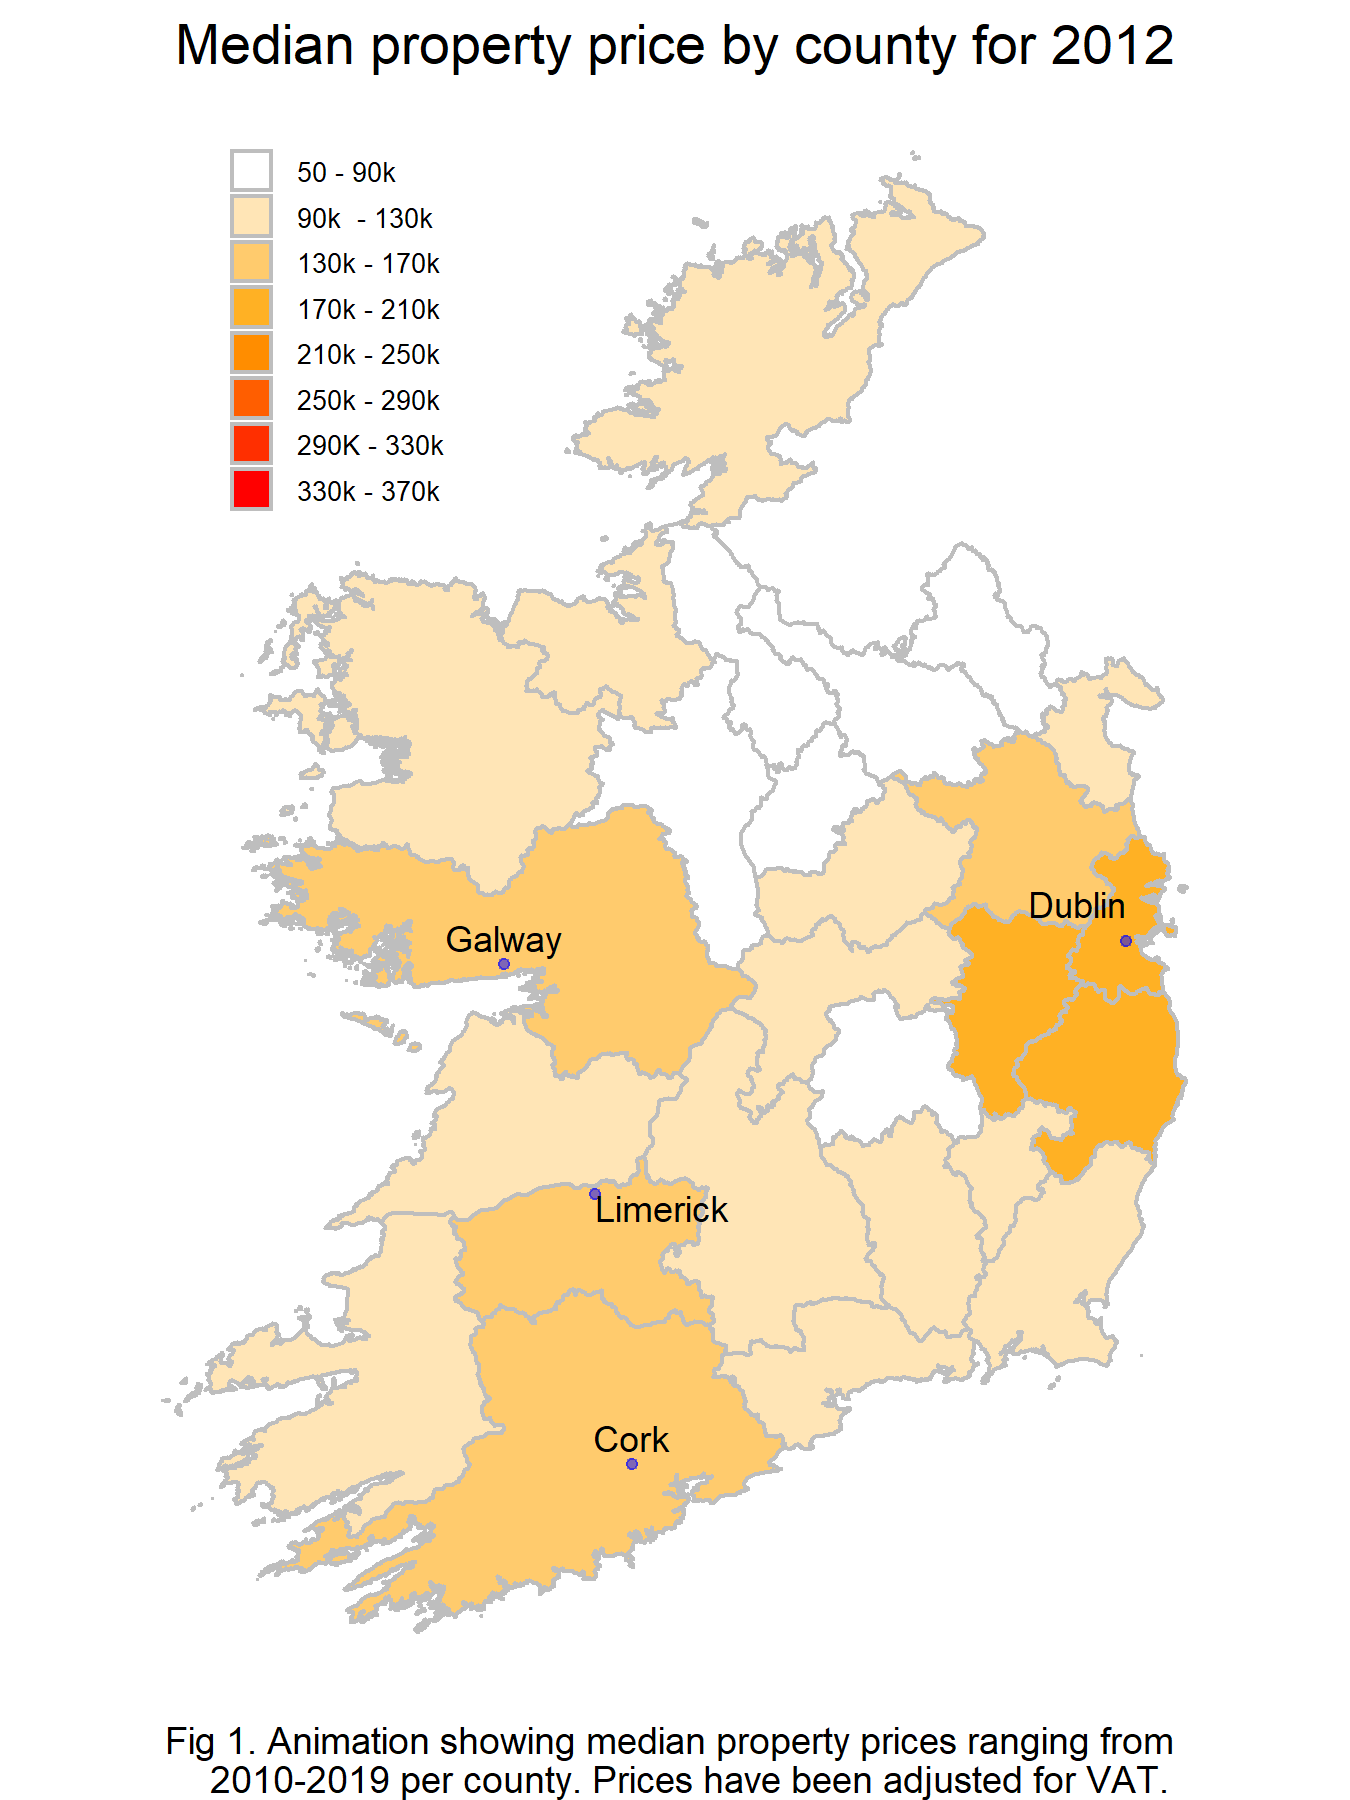 Median property price by county for 2012
50 - 90k
90k  - 130k
130k - 170k
170k - 210k
210k - 250k
250k - 290k
290K - 330k
330k - 370k
Dublin
Galway
Limerick
Cork
Fig 1. Animation showing median property prices ranging from
2010-2019 per county. Prices have been adjusted for VAT.